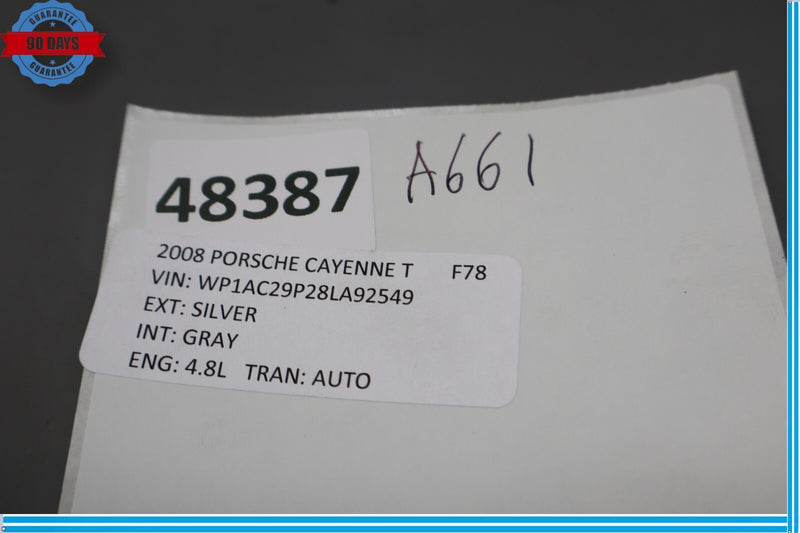 GUARANTEE
90 DAYS
GUARANTEE
48387
A661
2008 PORSCHE CAYENNE T F78
VIN: WP1AC29P28LA92549
EXT: SILVER
INT: GRAY
ENG: 4.8L TRAN: AUTO